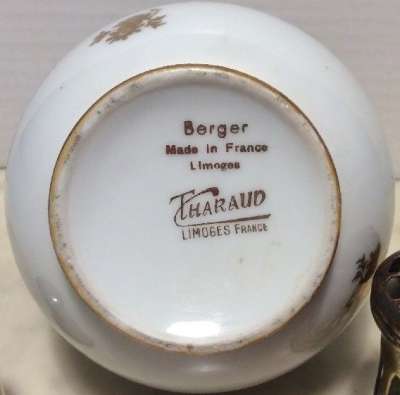 Berger
Made in France
Limoges
THARAUD
LIMOGES FRANCE